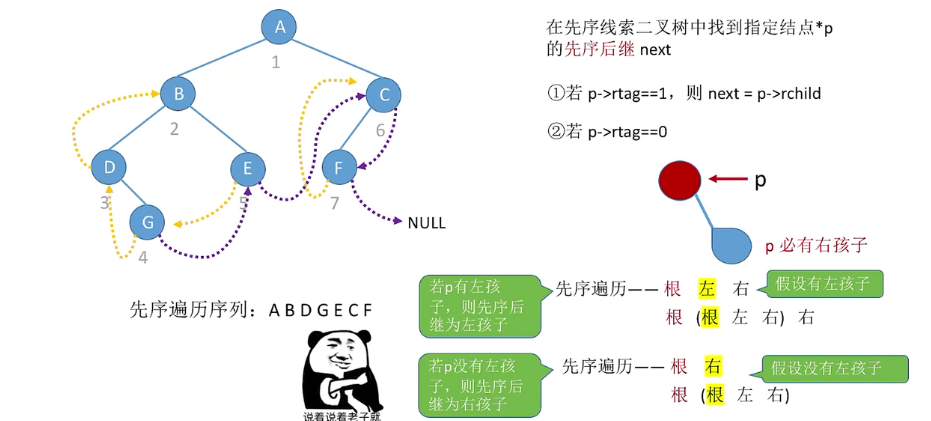 A
1
B
2
C
6
D
3
E
5
F
7
G
4
NULL
先序遍历序列：A B D G E C F
说着说着老子就
在先序线索二叉树中找到指定结点*p
的先序后继 next
①若 p->rtag==1，则 next = p->rchild
②若 p->rtag==0
p
p 必有右孩子
若p有左孩
子，则先序后
继为左孩子
先序遍历—— 根 左 右
假设有左孩子
根 (根 左 右) 右
若p没有左孩
子，则先序后
继为右孩子
先序遍历—— 根 右
假设没有左孩子
根 (根 左 右)